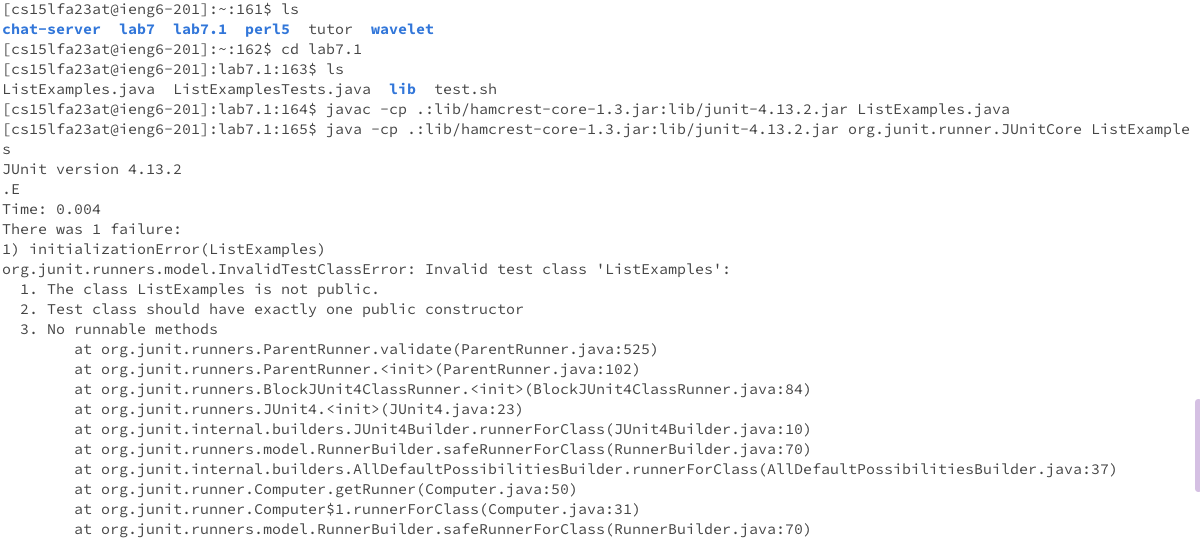 [cs15lfa23at@ieng6-201]:~:161$ ls
chat-server  lab7  lab7.1  perl5  tutor  wavelet
[cs15lfa23at@ieng6-201]:~:162$ cd lab7.1
[cs15lfa23at@ieng6-201]:lab7.1:163$ ls
ListExamples.java  ListExamplesTests.java  lib  test.sh
[cs15lfa23at@ieng6-201]:lab7.1:164$ javac -cp .:lib/hamcrest-core-1.3.jar:lib/junit-4.13.2.jar ListExamples.java
[cs15lfa23at@ieng6-201]:lab7.1:165$ java -cp .:lib/hamcrest-core-1.3.jar:lib/junit-4.13.2.jar org.junit.runner.JUnitCore ListExample
s
JUnit version 4.13.2
.E
Time: 0.004
There was 1 failure:
1) initializationError(ListExamples)
org.junit.runners.model.InvalidTestClassError: Invalid test class 'ListExamples':
  1. The class ListExamples is not public.
  2. Test class should have exactly one public constructor
  3. No runnable methods
        at org.junit.runners.ParentRunner.validate(ParentRunner.java:525)
        at org.junit.runners.ParentRunner.<init>(ParentRunner.java:102)
        at org.junit.runners.BlockJUnit4ClassRunner.<init>(BlockJUnit4ClassRunner.java:84)
        at org.junit.runners.JUnit4.<init>(JUnit4.java:23)
        at org.junit.internal.builders.JUnit4Builder.runnerForClass(JUnit4Builder.java:10)
        at org.junit.runners.model.RunnerBuilder.safeRunnerForClass(RunnerBuilder.java:70)
        at org.junit.internal.builders.AllDefaultPossibilitiesBuilder.runnerForClass(AllDefaultPossibilitiesBuilder.java:37)
        at org.junit.runner.Computer.getRunner(Computer.java:50)
        at org.junit.runner.Computer$1.runnerForClass(Computer.java:31)
        at org.junit.runners.model.RunnerBuilder.safeRunnerForClass(RunnerBuilder.java:70)